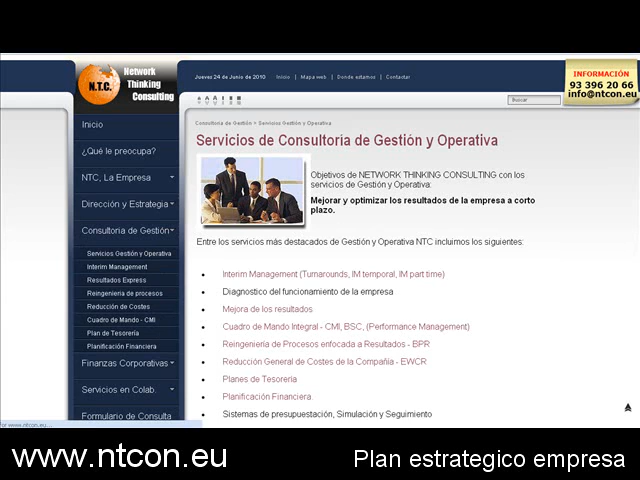 N.T.C.
Network
Thinking
Consulting
Jueves 24 de Junio de 2010
Inicio | Mapa web | Donde estamos | Contactar
INFORMACIÓN
93 396 20 66
info@ntcon.eu
Buscar
Inicio
¿Qué le preocupa?
NTC, La Empresa
Dirección y Estrategia
Consultoria de Gestión
Servicios Gestión y Operativa
Interim Management
Resultados Express
Reingeniería de procesos
Reducción de Costes
Cuadro de Mando - CMI
Plan de Tesorería
Planificación Financiera
Finanzas Corporativas
Servicios en Colab.
Formulario de Consulta
Consultoria de Gestión > Servicios Gestión y Operativa
Servicios de Consultoría de Gestión y Operativa
Objetivos de NETWORK THINKING CONSULTING con los
servicios de Gestión y Operativa:
Mejorar y optimizar los resultados de la empresa a corto
plazo.
Entre los servicios más destacados de Gestión y Operativa NTC incluimos los siguientes:
• Interim Management (Turnarounds, IM temporal, IM part time)
• Diagnostico del funcionamiento de la empresa
• Mejora de los resultados
• Cuadro de Mando Integral - CMI, BSC, (Performance Management)
• Reingeniería de Procesos enfocada a Resultados - BPR
• Reducción General de Costes de la Compañía - EWCR
• Planes de Tesoreria
• Planificación Financiera.
• Sistemas de presupuestación, Simulación y Seguimiento
for www.ntcon.eu...
www.ntcon.eu
Plan estrategico empresa